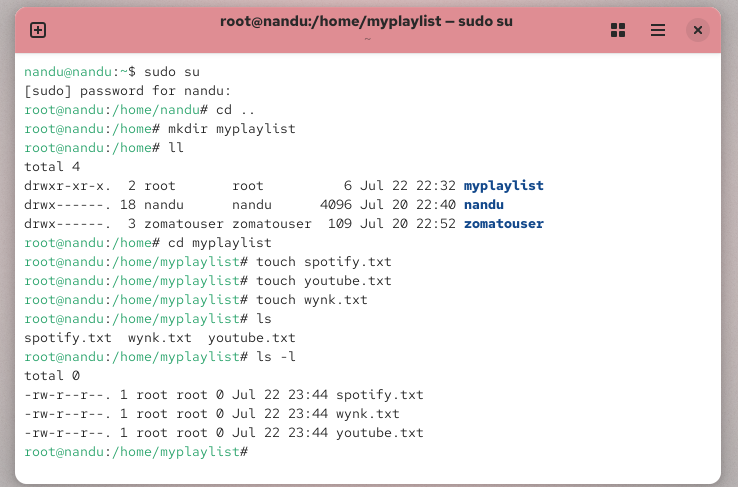 root@nandu:/home/myplaylist — sudo su
~
nandu@nandu:~$ sudo su
[sudo] password for nandu:
root@nandu:/home/nandu# cd ..
root@nandu:/home# mkdir myplaylist
root@nandu:/home# ll
total 4
drwxr-xr-x.  2 root       root          6 Jul 22 22:32 myplaylist
drwx------. 18 nandu      nandu      4096 Jul 20 22:40 nandu
drwx------.  3 zomatouser zomatouser  109 Jul 20 22:52 zomatouser
root@nandu:/home# cd myplaylist
root@nandu:/home/myplaylist# touch spotify.txt
root@nandu:/home/myplaylist# touch youtube.txt
root@nandu:/home/myplaylist# touch wynk.txt
root@nandu:/home/myplaylist# ls
spotify.txt  wynk.txt  youtube.txt
root@nandu:/home/myplaylist# ls -l
total 0
-rw-r--r--. 1 root root 0 Jul 22 23:44 spotify.txt
-rw-r--r--. 1 root root 0 Jul 22 23:44 wynk.txt
-rw-r--r--. 1 root root 0 Jul 22 23:44 youtube.txt
root@nandu:/home/myplaylist#